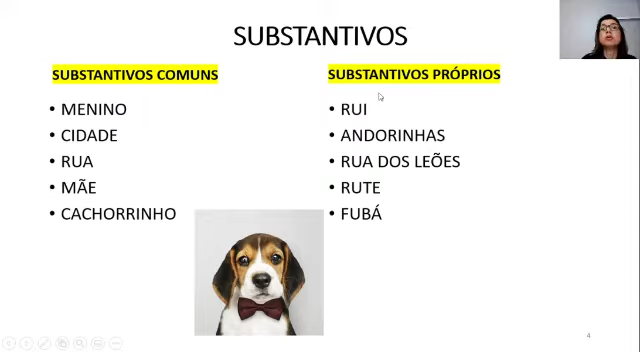 SUBSTANTIVOS
SUBSTANTIVOS COMUNS
• MENINO
• CIDADE
• RUA
• MÃE
• CACHORRINHO
SUBSTANTIVOS PRÓPRIOS
• RUI
• ANDORINHAS
• RUA DOS LEÕES
• RUTE
• FUBÁ
4